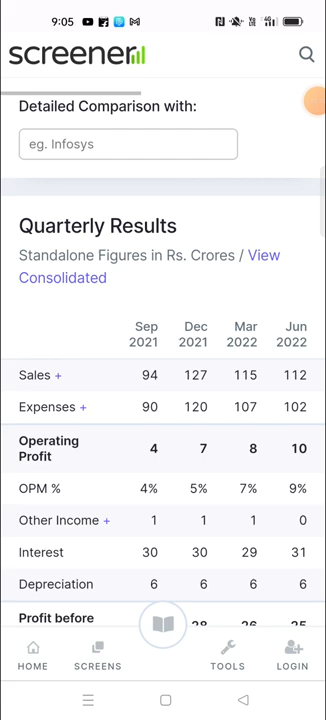 9:05
screener
Detailed Comparison with:
eg. Infosys
Quarterly Results
Standalone Figures in Rs. Crores / View
Consolidated
Sep 2021 Dec 2021 Mar 2022 Jun 2022
Sales + 94 127 115 112
Expenses + 90 120 107 102
Operating Profit 4 7 8 10
OPM % 4% 5% 7% 9%
Other Income + 1 1 1 0
Interest 30 30 29 31
Depreciation 6 6 6 6
Profit before
HOME SCREENS TOOLS LOGIN